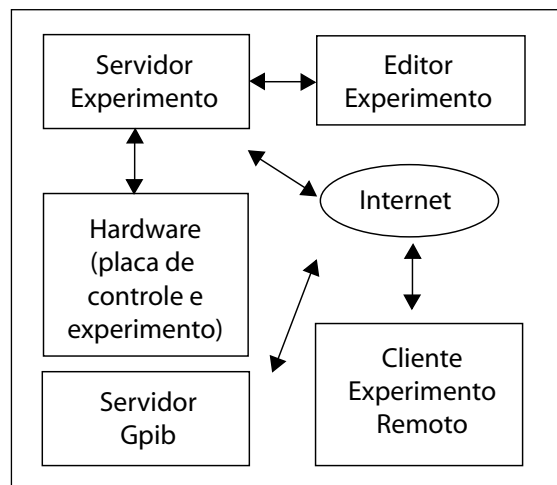 Servidor
Experimento
Editor
Experimento
Internet
Hardware
(placa de
controle e
experimento)
Servidor
Gpib
Cliente
Experimento
Remoto